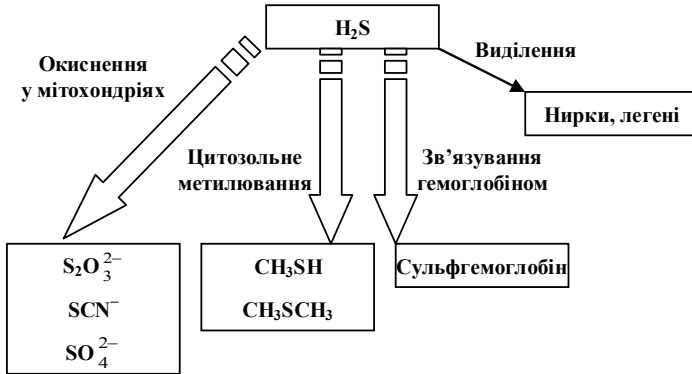 H₂S
Виділення
Окиснення
у мітохондріях
Нирки, легені
Цитозольне
метилювання
Зв’язування
гемоглобіном
S₂O₃²⁻
SCN⁻
SO₄²⁻
CH₃SH
CH₃SCH₃
Сульфгемоглобін